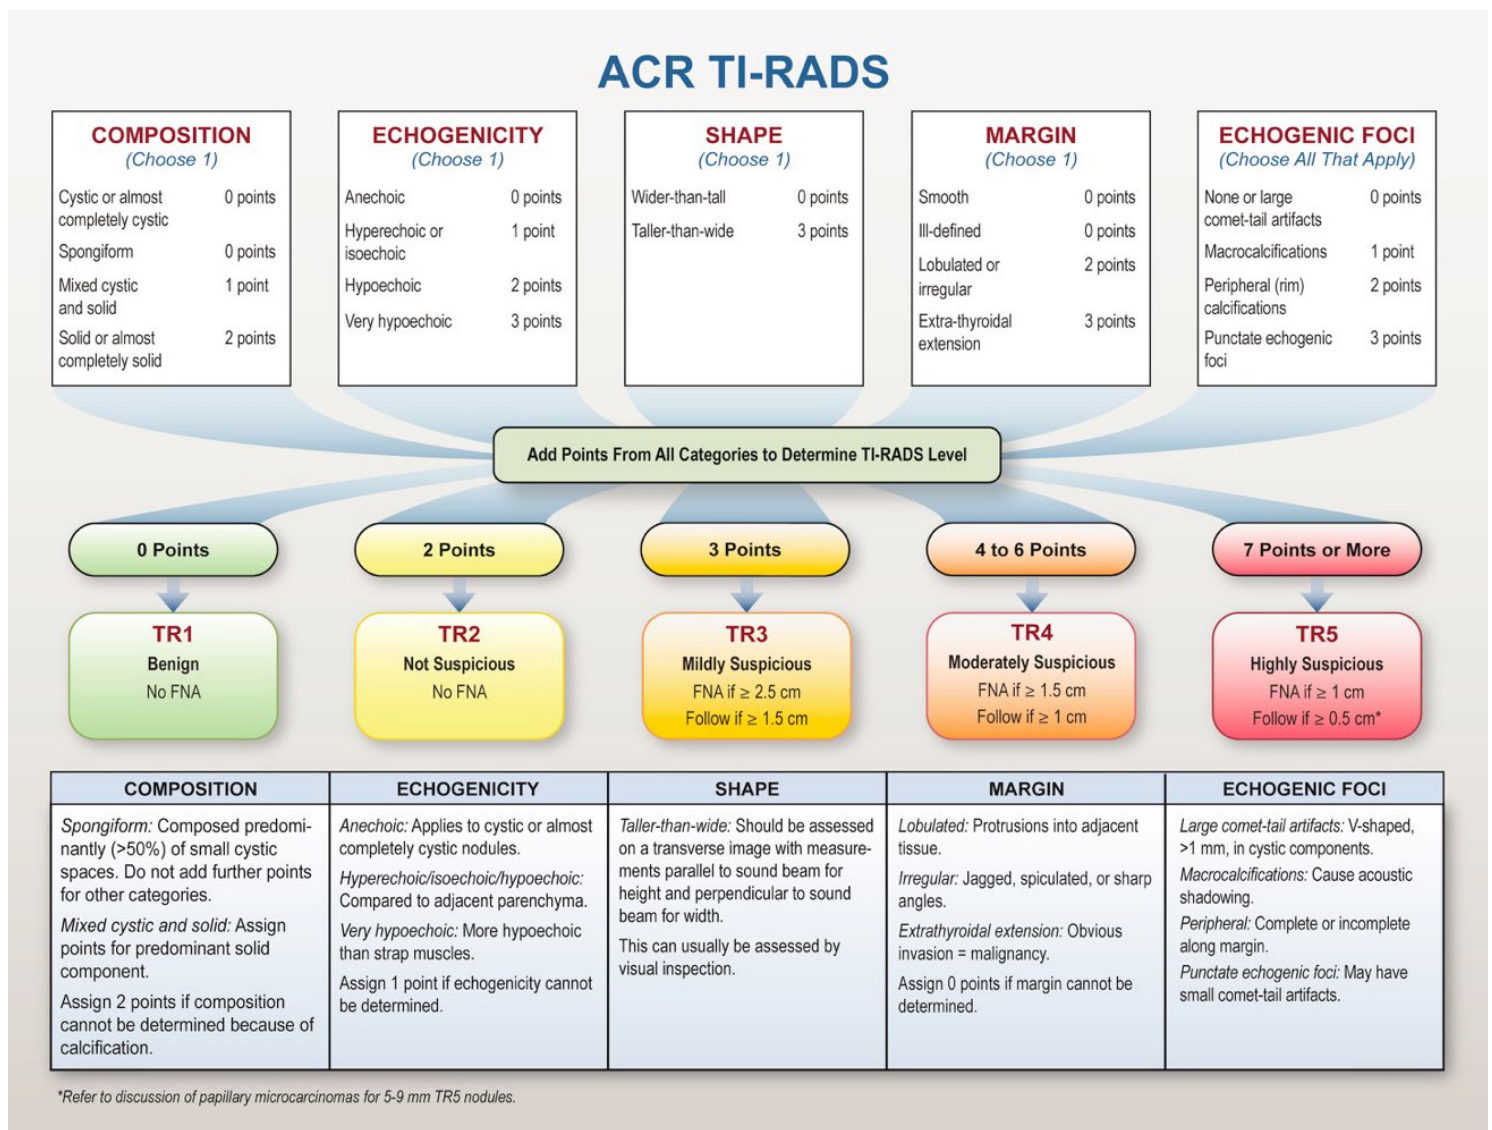 ACR TI-RADS
COMPOSITION
(Choose 1)
Cystic or almost 0 points
completely cystic
Spongiform 0 points
Mixed cystic 1 point
and solid
Solid or almost 2 points
completely solid
ECHOGENICITY
(Choose 1)
Anechoic 0 points
Hyperechoic or 1 point
isoechoic
Hypoechoic 2 points
Very hypoechoic 3 points
SHAPE
(Choose 1)
Wider-than-tall 0 points
Taller-than-wide 3 points
MARGIN
(Choose 1)
Smooth 0 points
Ill-defined 0 points
Lobulated or 2 points
irregular
Extra-thyroidal 3 points
extension
ECHOGENIC FOCI
(Choose All That Apply)
None or large 0 points
comet-tail artifacts
Macrocalcifications 1 point
Peripheral (rim) 2 points
calcifications
Punctate echogenic 3 points
foci
Add Points From All Categories to Determine TI-RADS Level
0 Points
2 Points
3 Points
4 to 6 Points
7 Points or More
TR1
Benign
No FNA
TR2
Not Suspicious
No FNA
TR3
Mildly Suspicious
FNA if ≥ 2.5 cm
Follow if ≥ 1.5 cm
TR4
Moderately Suspicious
FNA if ≥ 1.5 cm
Follow if ≥ 1 cm
TR5
Highly Suspicious
FNA if ≥ 1 cm
Follow if ≥ 0.5 cm*
COMPOSITION
Spongiform: Composed predomi-
nantly (>50%) of small cystic
spaces. Do not add further points
for other categories.
Mixed cystic and solid: Assign
points for predominant solid
component.
Assign 2 points if composition
cannot be determined because of
calcification.
ECHOGENICITY
Anechoic: Applies to cystic or almost
completely cystic nodules.
Hyperechoic/isoechoic/hypoechoic:
Compared to adjacent parenchyma.
Very hypoechoic: More hypoechoic
than strap muscles.
Assign 1 point if echogenicity cannot
be determined.
SHAPE
Taller-than-wide: Should be assessed
on a transverse image with measure-
ments parallel to sound beam for
height and perpendicular to sound
beam for width.
This can usually be assessed by
visual inspection.
MARGIN
Lobulated: Protrusions into adjacent
tissue.
Irregular: Jagged, spiculated, or sharp
angles.
Extrathyroidal extension: Obvious
invasion = malignancy.
Assign 0 points if margin cannot be
determined.
ECHOGENIC FOCI
Large comet-tail artifacts: V-shaped,
>1 mm, in cystic components.
Macrocalcifications: Cause acoustic
shadowing.
Peripheral: Complete or incomplete
along margin.
Punctate echogenic foci: May have
small comet-tail artifacts.
*Refer to discussion of papillary microcarcinomas for 5-9 mm TR5 nodules.